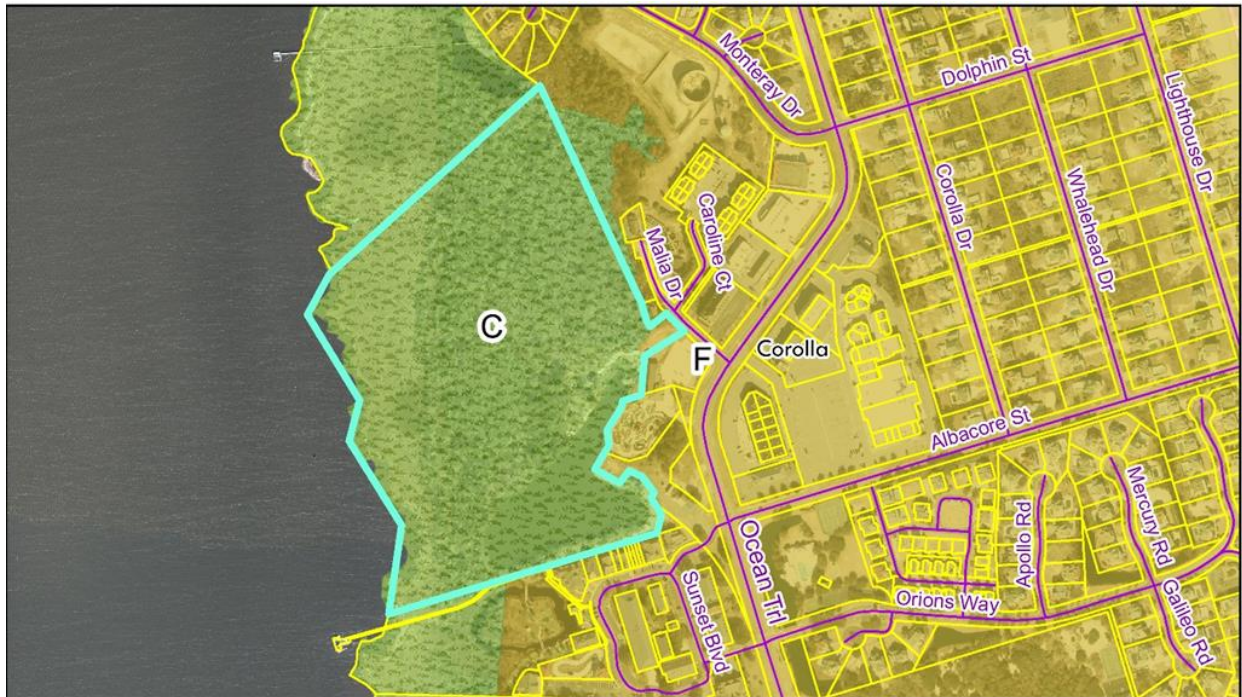 Monteray Dr
Dolphin St
Lighthouse Dr
Corolla Dr
Whalehead Dr
Caroline Ct
Malia Dr
C
F
Corolla
Albacore St
Mercury Rd
Apollo Rd
Ocean Trl
Sunset Blvd
Orions Way
Galileo Rd